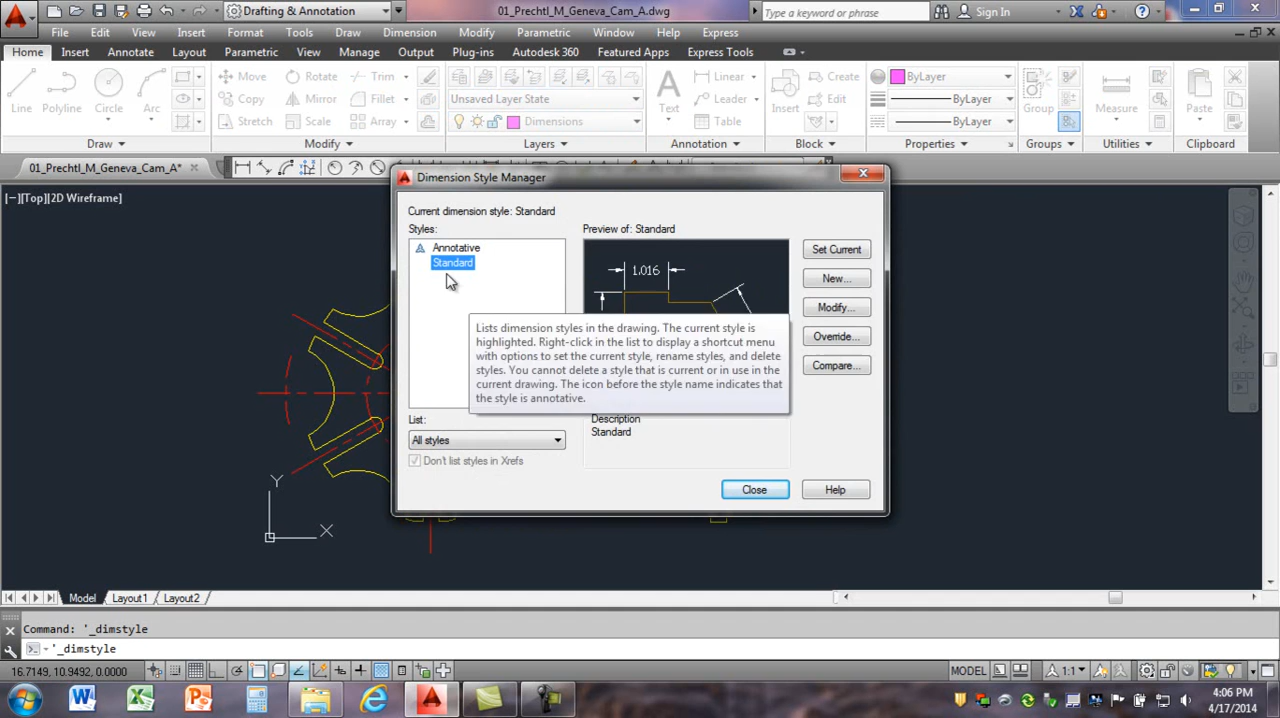 Drafting & Annotation
01_Prechtl_M_Geneva_Cam_A.dwg
Type a keyword or phrase
Sign In
File Edit View Insert Format Tools Draw Dimension Modify Parametric Window Help Express
Home Insert Annotate Layout Parametric View Manage Output Plug-ins Autodesk 360 Featured Apps Express Tools
Line
Polyline
Circle
Arc
Move
Rotate
Trim
Copy
Mirror
Fillet
Stretch
Scale
Array
Unsaved Layer State
Dimensions
Text
Linear
Leader
Table
Insert
Create
Edit
ByLayer
ByLayer
ByLayer
Group
Measure
Paste
Draw
Modify
Layers
Annotation
Block
Properties
Groups
Utilities
Clipboard
01_Prechtl_M_Geneva_Cam_A*
[−][Top][2D Wireframe]
Dimension Style Manager
Current dimension style: Standard
Styles:
Annotative
Standard
Preview of: Standard
1.016
Set Current
New...
Modify...
Override...
Compare...
Lists dimension styles in the drawing. The current style is
highlighted. Right-click in the list to display a shortcut menu
with options to set the current style, rename styles, and delete
styles. You cannot delete a style that is current or in use in the
current drawing. The icon before the style name indicates that
the style is annotative.
List:
All styles
Don't list styles in Xrefs
Description
Standard
Close
Help
Y
X
Model Layout1 Layout2
Command: '_dimstyle
'_dimstyle
16.7149, 10.9492, 0.0000
MODEL
1:1
4:06 PM
4/17/2014